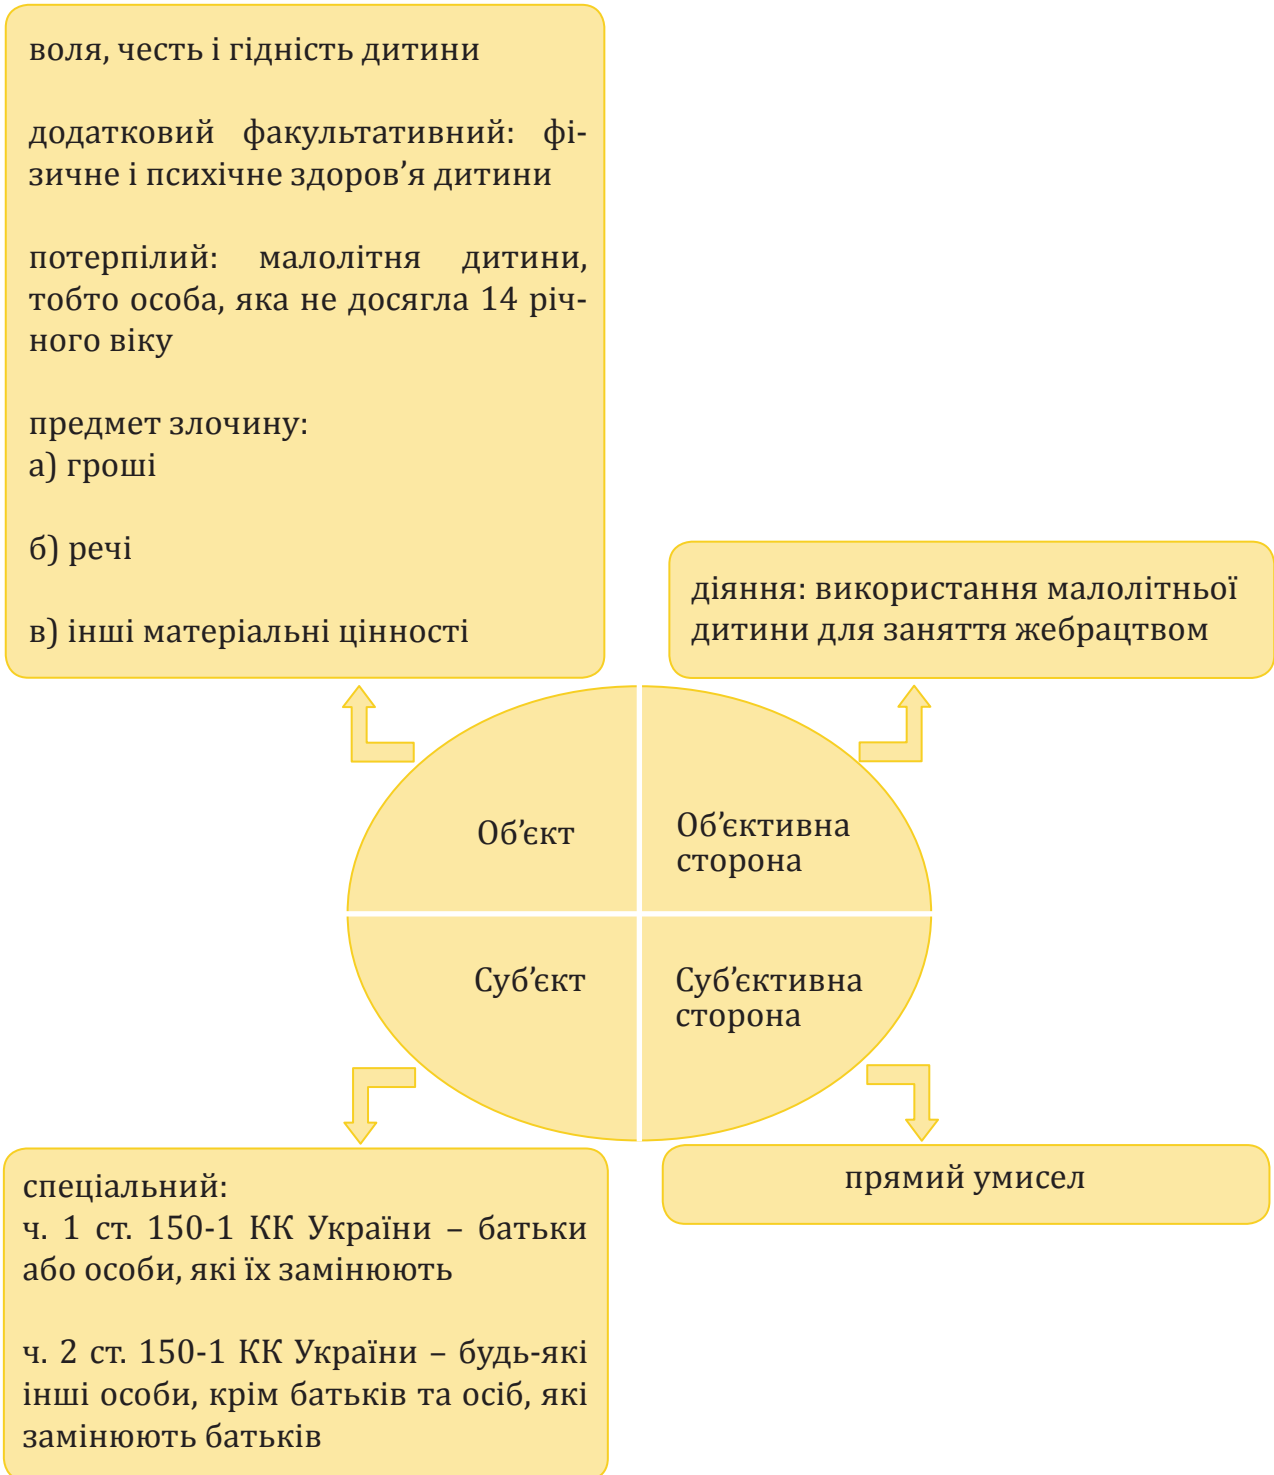 воля, честь і гідність дитини
додатковий факультативний: фі-
зичне і психічне здоров’я дитини
потерпілий: малолітня дитини,
тобто особа, яка не досягла 14 річ-
ного віку
предмет злочину:
а) гроші
б) речі
в) інші матеріальні цінності
діяння: використання малолітньої
дитини для заняття жебрацтвом
Об’єкт
Об’єктивна
сторона
Суб’єкт
Суб’єктивна
сторона
спеціальний:
ч. 1 ст. 150-1 КК України – батьки
або особи, які їх замінюють
ч. 2 ст. 150-1 КК України – будь-які
інші особи, крім батьків та осіб, які
замінюють батьків
прямий умисел